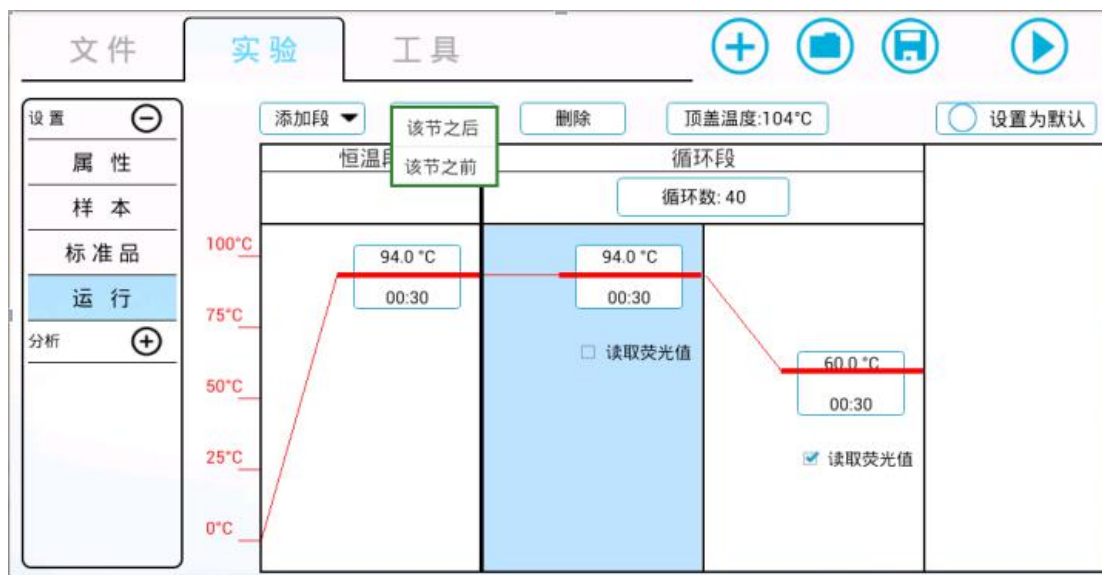 文件
实验
工具
设置
属性
样本
标准品
运行
分析
添加段
该节之后
该节之前
删除
顶盖温度:104°C
设置为默认
恒温
循环段
循环数: 40
100°C
75°C
50°C
25°C
0°C
94.0 °C
00:30
94.0 °C
00:30
读取荧光值
60.0 °C
00:30
读取荧光值